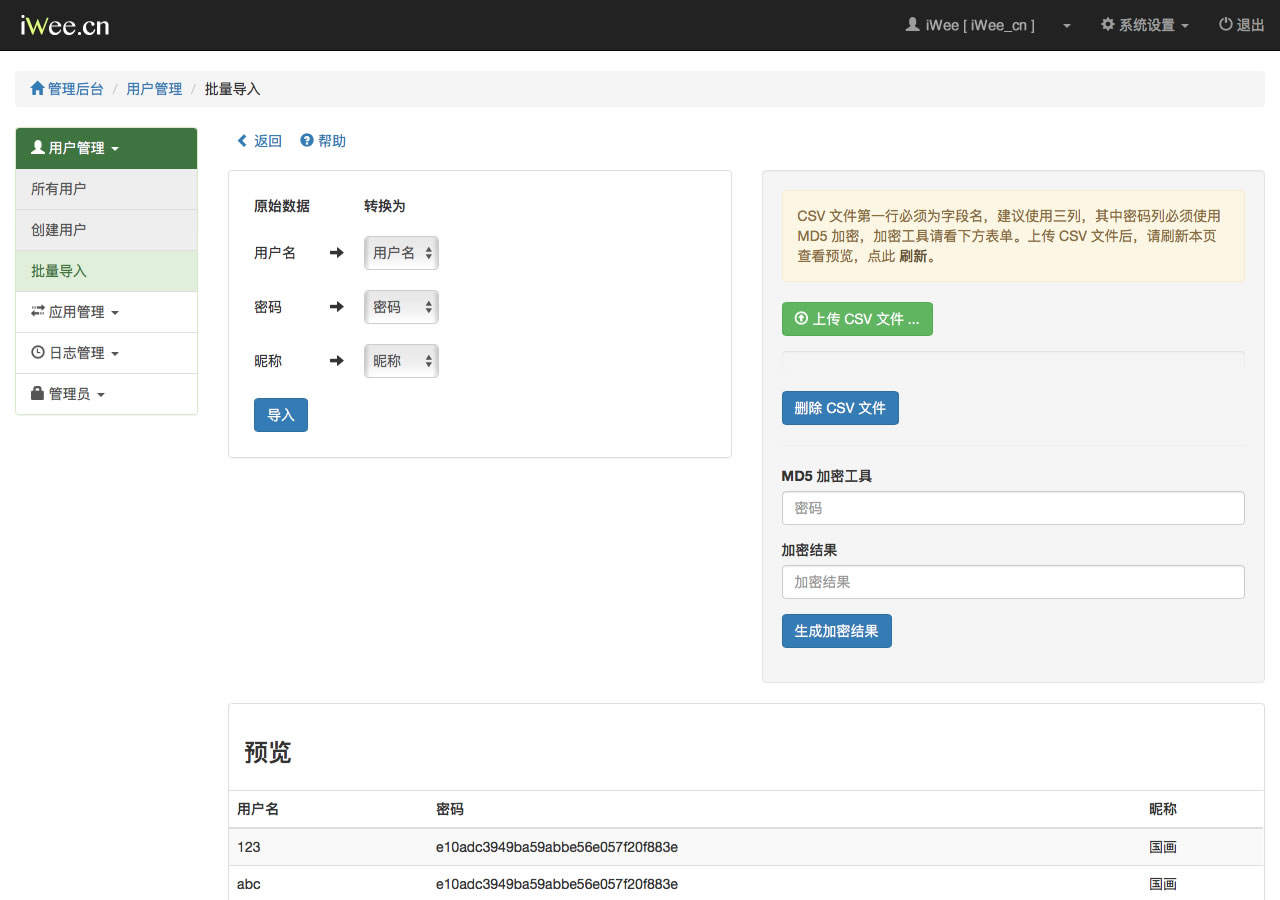 iWee.cn
iWee [ iWee_cn ] 系统设置 退出
管理后台 / 用户管理 / 批量导入
用户管理
所有用户
创建用户
批量导入
应用管理
日志管理
管理员
返回 帮助
原始数据 转换为
用户名 用户名
密码 密码
昵称 昵称
导入
CSV 文件第一行必须为字段名，建议使用三列，其中密码列必须使用
MD5 加密，加密工具请看下方表单。上传 CSV 文件后，请刷新本页
查看预览，点此 刷新。
上传 CSV 文件 ...
删除 CSV 文件
MD5 加密工具
密码
加密结果
加密结果
生成加密结果
预览
用户名 密码 昵称
123 e10adc3949ba59abbe56e057f20f883e 国画
abc e10adc3949ba59abbe56e057f20f883e 国画